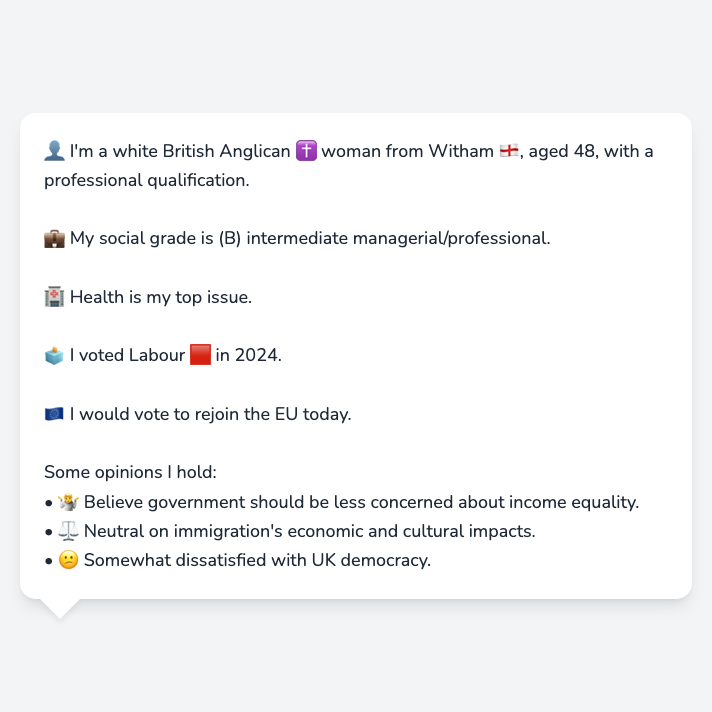 👤 I'm a white British Anglican ✝️ woman from Witham 🏴󠁧󠁢󠁥󠁮󠁧󠁿, aged 48, with a
professional qualification.
💼 My social grade is (B) intermediate managerial/professional.
🏥 Health is my top issue.
🗳️ I voted Labour 🟥 in 2024.
🇪🇺 I would vote to rejoin the EU today.
Some opinions I hold:
• 🤷‍♀️ Believe government should be less concerned about income equality.
• ⚖️ Neutral on immigration's economic and cultural impacts.
• 😕 Somewhat dissatisfied with UK democracy.